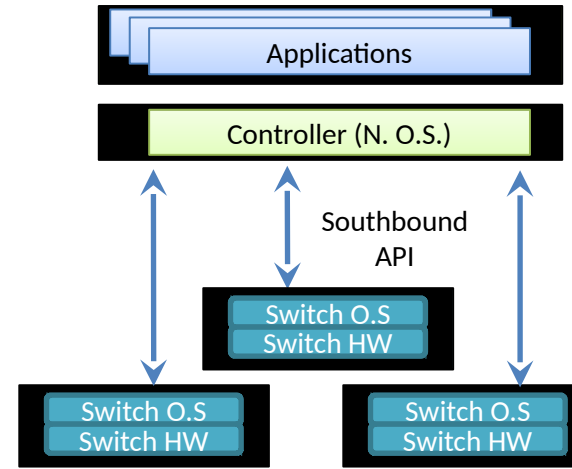 Applications
Controller (N. O.S.)
Southbound
API
Switch O.S
Switch HW
Switch O.S
Switch HW
Switch O.S
Switch HW